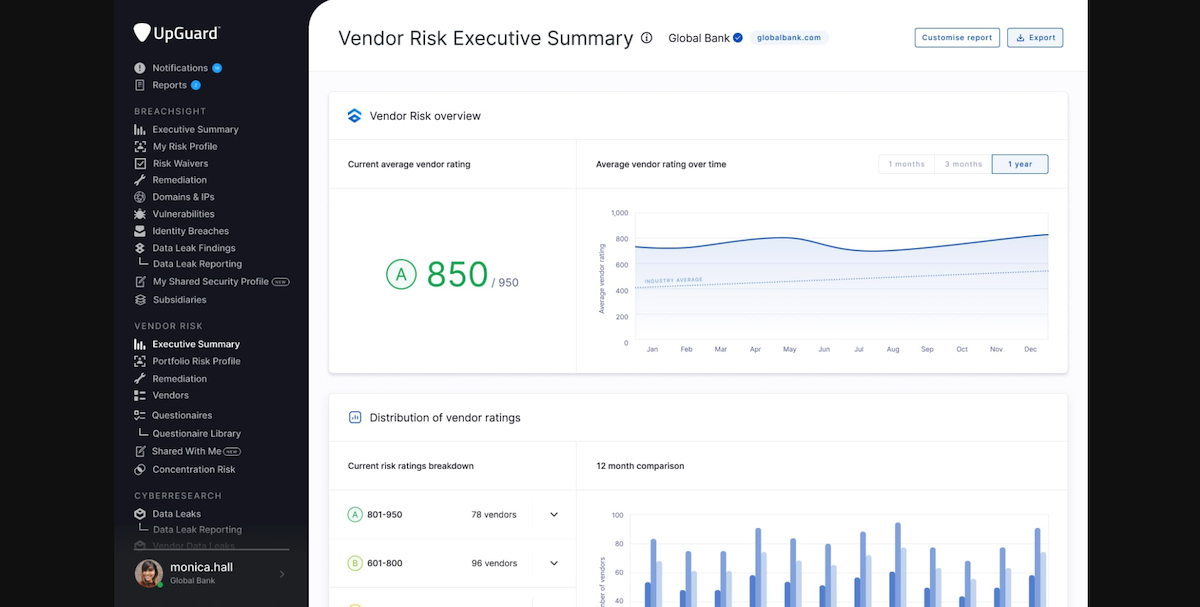 UpGuard
Vendor Risk Executive Summary
Global Bank
globalbank.com
Customise report
Export
Notifications
Reports
BREACHSIGHT
Executive Summary
My Risk Profile
Risk Waivers
Remediation
Domains & IPs
Vulnerabilities
Identity Breaches
Data Leak Findings
Data Leak Reporting
My Shared Security Profile NEW
Subsidiaries
VENDOR RISK
Executive Summary
Portfolio Risk Profile
Remediation
Vendors
Questionaires
Questionnaire Library
Shared With Me NEW
Concentration Risk
CYBERRESEARCH
Data Leaks
Data Leak Reporting
Vendor Data Leaks
monica.hall
Global Bank
Vendor Risk overview
Current average vendor rating
A 850 / 950
Average vendor rating over time
1 months 3 months 1 year
Average vendor rating
1,000
800
600
400
200
0
INDUSTRY AVERAGE
Jan Feb Mar Apr May Jun Jul Aug Sep Oct Nov Dec
Distribution of vendor ratings
Current risk ratings breakdown
A 801-950 78 vendors
B 601-800 96 vendors
12 month comparison
100
80
60
40
of vendors